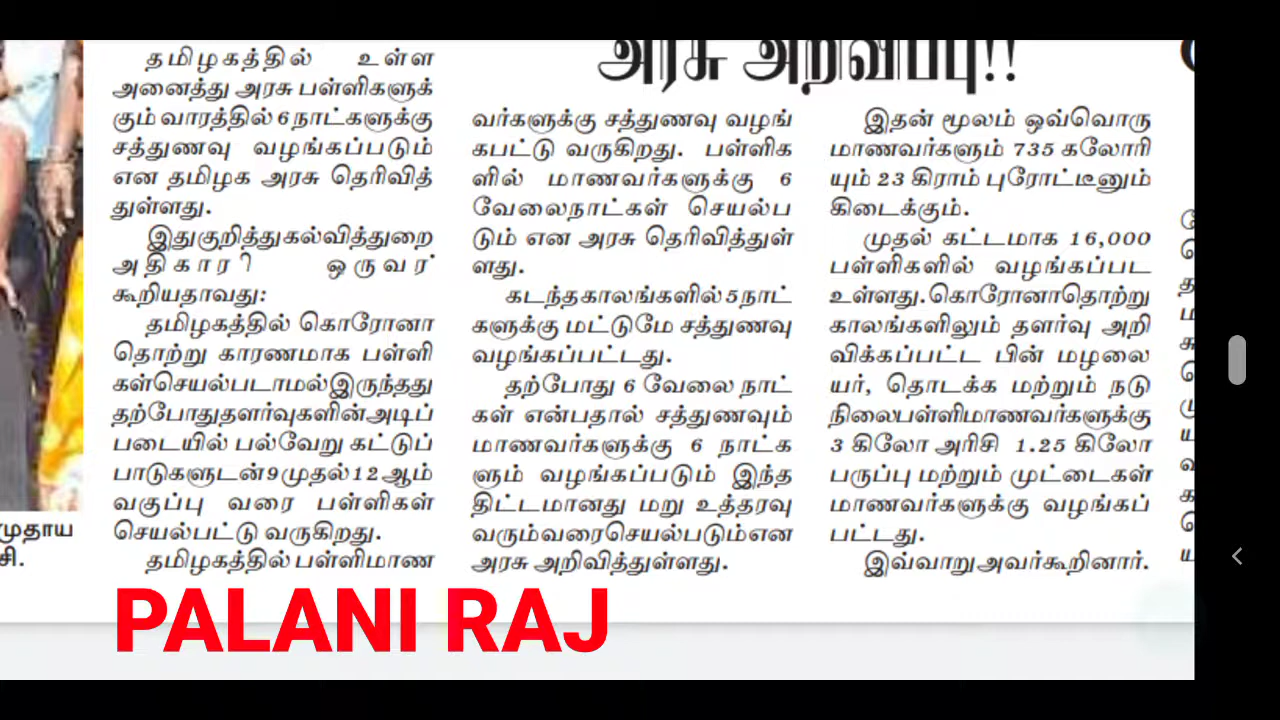 அரசு அறிவிப்பு!!
தமிழகத்தில் உள்ள
அனைத்து அரசு பள்ளிகளுக்
கும் வாரத்தில் 6 நாட்களுக்கு
சத்துணவு வழங்கப்படும்
என தமிழக அரசு தெரிவித்
துள்ளது.
இதுகுறித்துகல்வித்துறை
அதிகாரி ஒருவர்
கூறியதாவது:
தமிழகத்தில் கொரோனா
தொற்று காரணமாக பள்ளி
கள்செயல்படாமல்இருந்தது
தற்போதுதளர்வுகளின்அடிப்
படையில் பல்வேறு கட்டுப்
பாடுகளுடன்9முதல்12ஆம்
வகுப்பு வரை பள்ளிகள்
செயல்பட்டு வருகிறது.
தமிழகத்தில் பள்ளிமாண
வர்களுக்கு சத்துணவு வழங்
கபட்டு வருகிறது. பள்ளிக
ளில் மாணவர்களுக்கு 6
வேலைநாட்கள் செயல்ப
டும் என அரசு தெரிவித்துள்
ளது.
கடந்தகாலங்களில்5நாட்
களுக்கு மட்டுமே சத்துணவு
வழங்கப்பட்டது.
தற்போது 6 வேலை நாட்
கள் என்பதால் சத்துணவும்
மாணவர்களுக்கு 6 நாட்க
ளும் வழங்கப்படும் இந்த
திட்டமானது மறு உத்தரவு
வரும்வரைசெயல்படும்என
அரசு அறிவித்துள்ளது.
இதன் மூலம் ஒவ்வொரு
மாணவர்களும் 735 கலோரி
யும் 23 கிராம் புரோட்டீனும்
கிடைக்கும்.
முதல் கட்டமாக 16,000
பள்ளிகளில் வழங்கப்பட
உள்ளது.கொரோனாதொற்று
காலங்களிலும் தளர்வு அறி
விக்கப்பட்ட பின் மழலை
யர், தொடக்க மற்றும் நடு
நிலைபள்ளிமாணவர்களுக்கு
3 கிலோ அரிசி 1.25 கிலோ
பருப்பு மற்றும் முட்டைகள்
மாணவர்களுக்கு வழங்கப்
பட்டது.
இவ்வாறு அவர்கூறினார்.
முதாய
சி.
PALANI RAJ